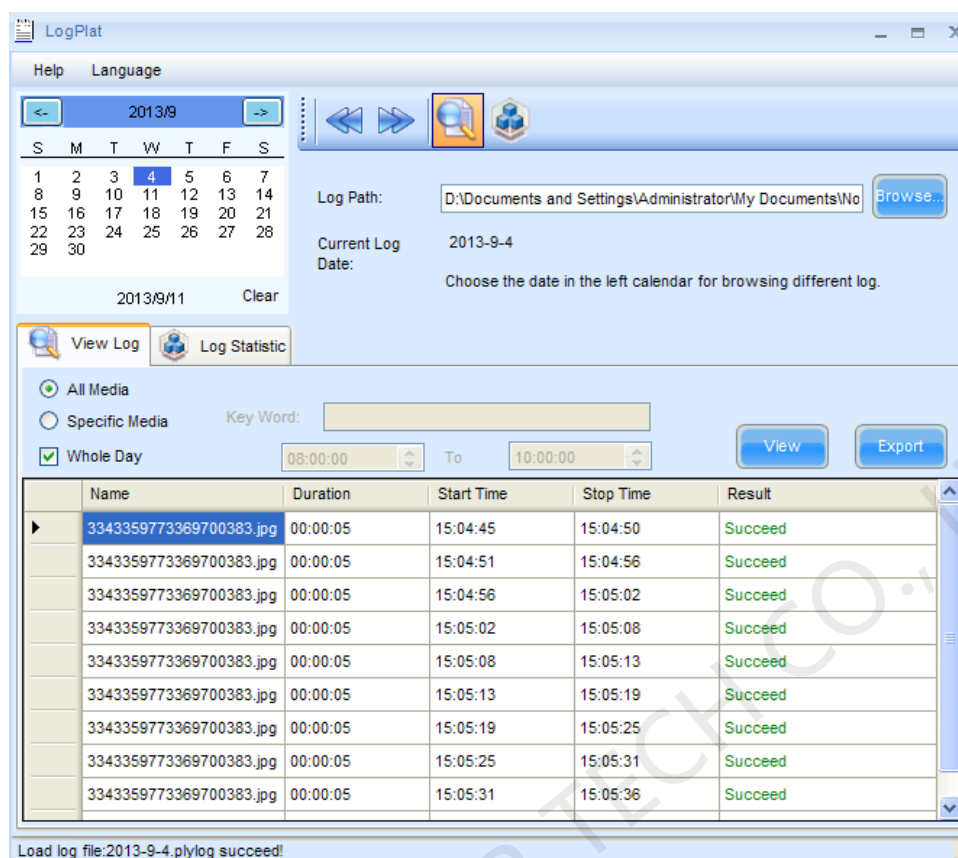 LogPlat
Help Language
<- 2013/9 ->
S M T W T F S
1 2 3 4 5 6 7
8 9 10 11 12 13 14
15 16 17 18 19 20 21
22 23 24 25 26 27 28
29 30
2013/9/11 Clear
Log Path: D:\Documents and Settings\Administrator\My Documents\No Browse...
Current Log Date: 2013-9-4
Choose the date in the left calendar for browsing different log.
View Log Log Statistic
All Media
Specific Media Key Word:
Whole Day 08:00:00 To 10:00:00 View Export
Name Duration Start Time Stop Time Result
3343359773369700383.jpg 00:00:05 15:04:45 15:04:50 Succeed
3343359773369700383.jpg 00:00:05 15:04:51 15:04:56 Succeed
3343359773369700383.jpg 00:00:05 15:04:56 15:05:02 Succeed
3343359773369700383.jpg 00:00:05 15:05:02 15:05:08 Succeed
3343359773369700383.jpg 00:00:05 15:05:08 15:05:13 Succeed
3343359773369700383.jpg 00:00:05 15:05:13 15:05:19 Succeed
3343359773369700383.jpg 00:00:05 15:05:19 15:05:25 Succeed
3343359773369700383.jpg 00:00:05 15:05:25 15:05:31 Succeed
3343359773369700383.jpg 00:00:05 15:05:31 15:05:36 Succeed
Load log file:2013-9-4.plylog succeed!
TECH CO.,